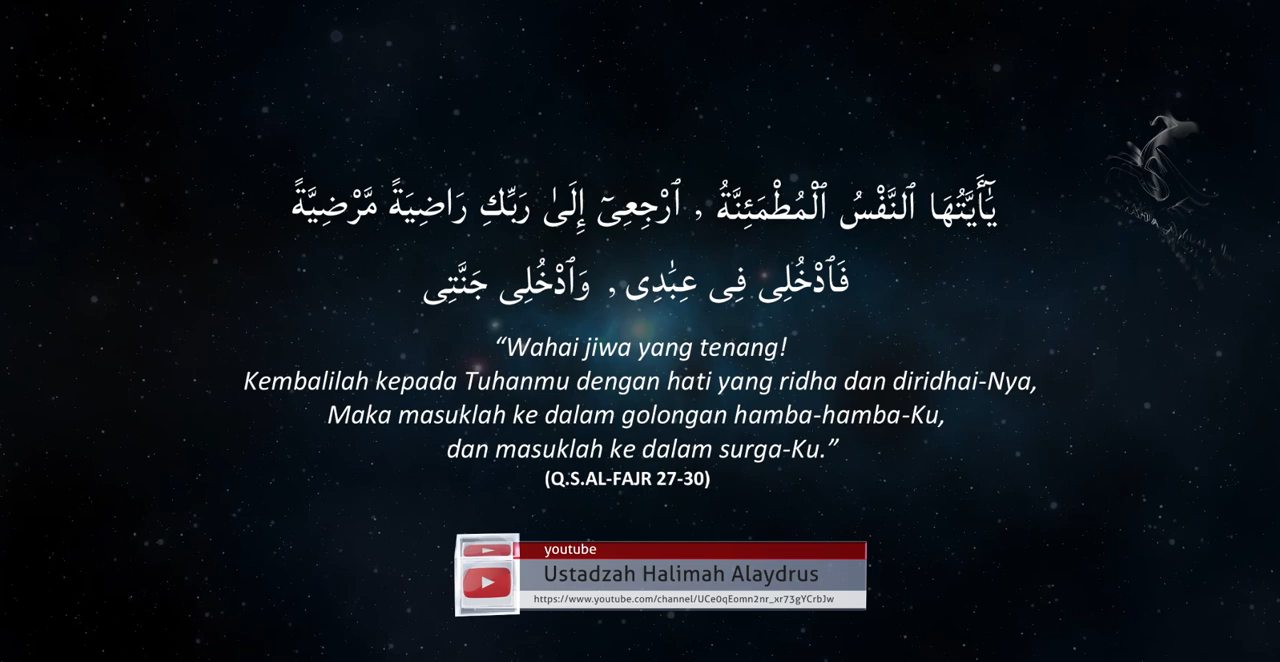 يَٰٓأَيَّتُهَا ٱلنَّفْسُ ٱلْمُطْمَئِنَّةُ , ٱرْجِعِىٓ إِلَىٰ رَبِّكِ رَاضِيَةً مَّرْضِيَّةً
فَٱدْخُلِى فِى عِبَٰدِى , وَٱدْخُلِى جَنَّتِى
“Wahai jiwa yang tenang!
Kembalilah kepada Tuhanmu dengan hati yang ridha dan diridhai-Nya,
Maka masuklah ke dalam golongan hamba-hamba-Ku,
dan masuklah ke dalam surga-Ku.”
(Q.S.AL-FAJR 27-30)
youtube
Ustadzah Halimah Alaydrus
https://www.youtube.com/channel/UCe0qEomn2nr_xr73gYCrbJw